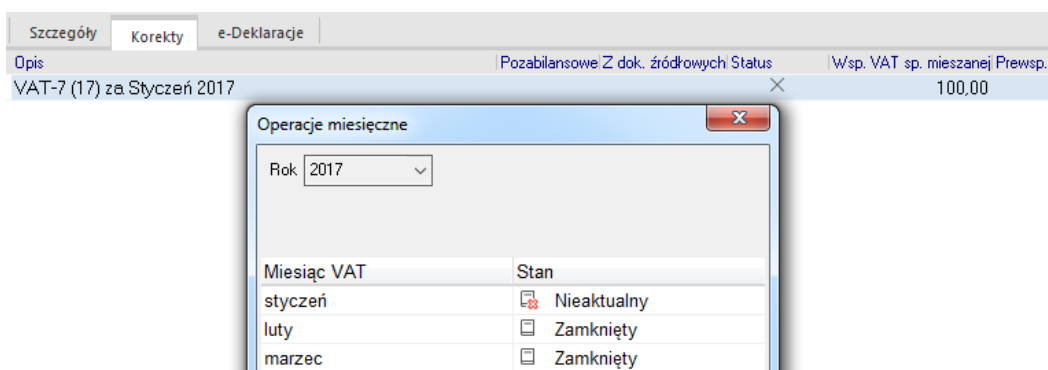 Szczegóły Korekty e-Deklaracje
Opis Pozabilansowe Z dok. źródłowych Status Wsp. VAT sp. mieszanej Prewsp.
VAT-7 (17) za Styczeń 2017 100,00
Operacje miesięczne
Rok 2017
Miesiąc VAT Stan
styczeń Nieaktualny
luty Zamknięty
marzec Zamknięty